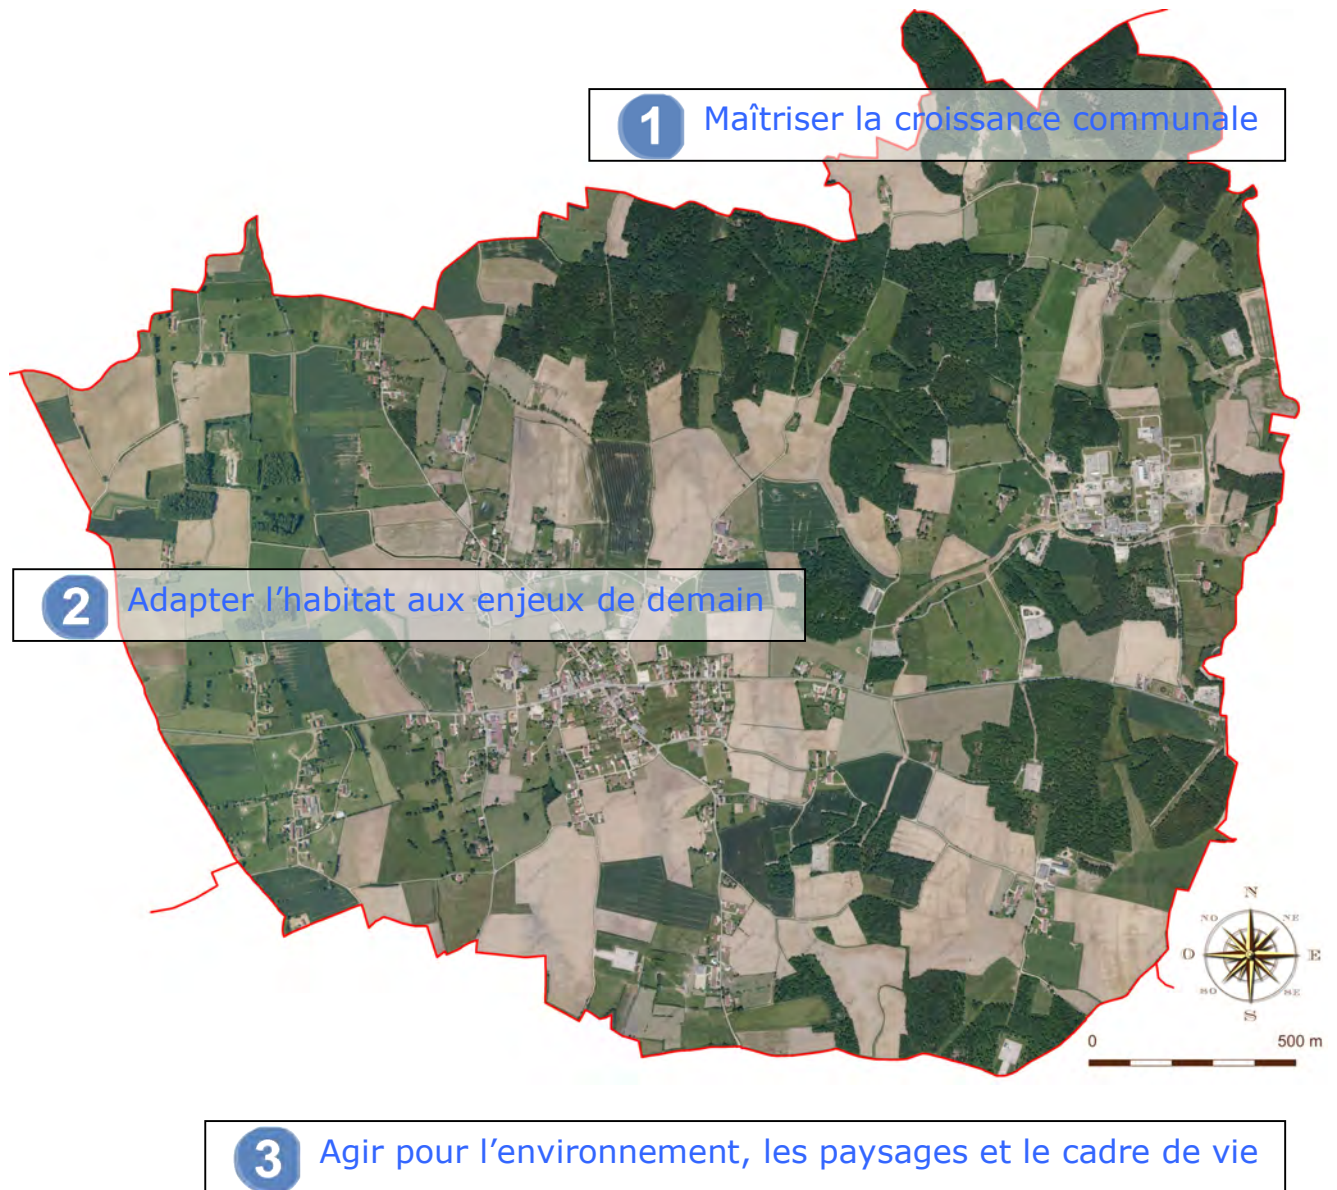 1 Maîtriser la croissance communale
2 Adapter l'habitat aux enjeux de demain
N
NO NE
O E
SO SE
S
0 500 m
3 Agir pour l'environnement, les paysages et le cadre de vie